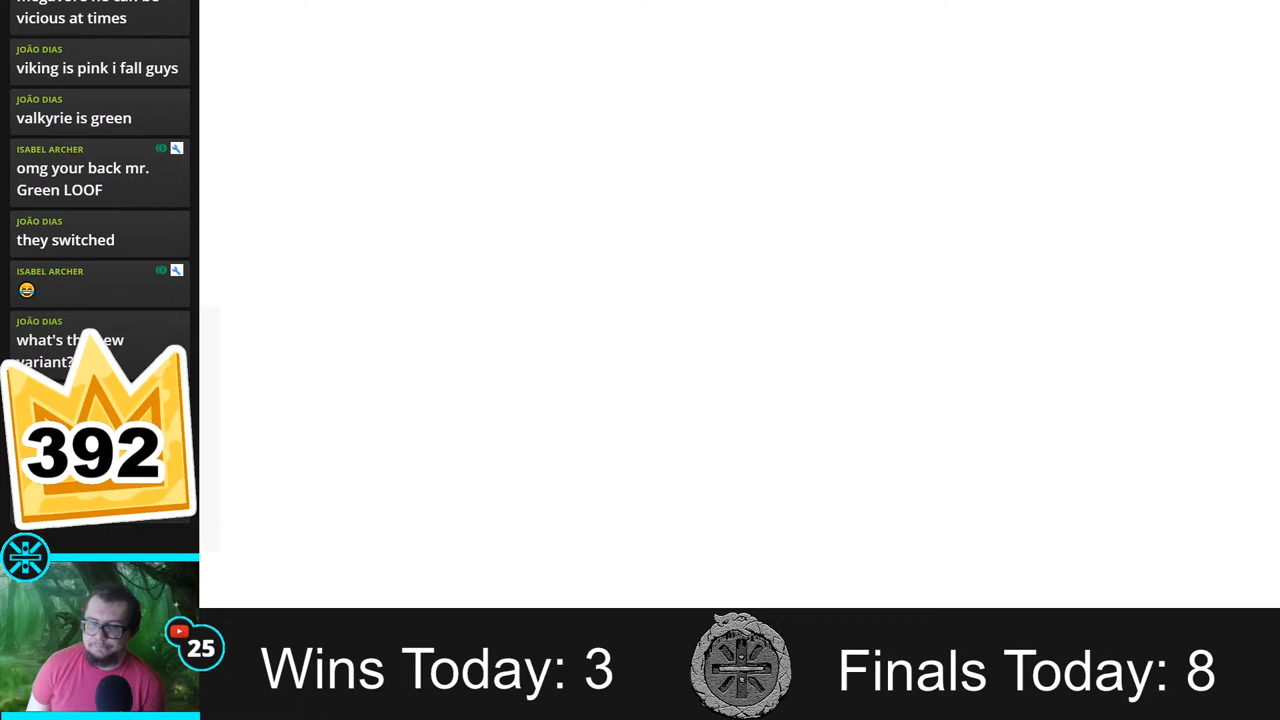 vicious at times
JOÃO DIAS
viking is pink i fall guys
JOÃO DIAS
valkyrie is green
ISABEL ARCHER
omg your back mr.
Green LOOF
JOÃO DIAS
they switched
ISABEL ARCHER
😂
JOÃO DIAS
what's th ew
variant?
392
25
Wins Today: 3
Finals Today: 8